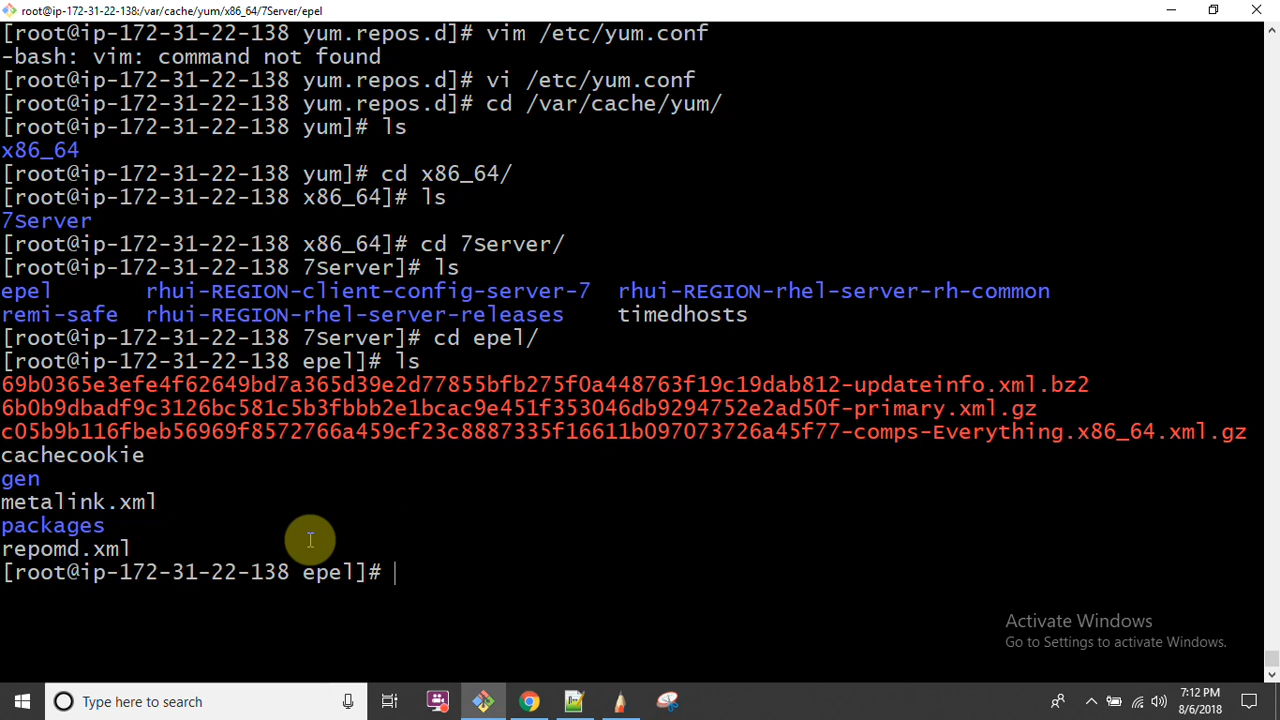 root@ip-172-31-22-138:/var/cache/yum/x86_64/7Server/epel
[root@ip-172-31-22-138 yum.repos.d]# vim /etc/yum.conf
-bash: vim: command not found
[root@ip-172-31-22-138 yum.repos.d]# vi /etc/yum.conf
[root@ip-172-31-22-138 yum.repos.d]# cd /var/cache/yum/
[root@ip-172-31-22-138 yum]# ls
x86_64
[root@ip-172-31-22-138 yum]# cd x86_64/
[root@ip-172-31-22-138 x86_64]# ls
7Server
[root@ip-172-31-22-138 x86_64]# cd 7Server/
[root@ip-172-31-22-138 7Server]# ls
epel rhui-REGION-client-config-server-7 rhui-REGION-rhel-server-rh-common
remi-safe rhui-REGION-rhel-server-releases timedhosts
[root@ip-172-31-22-138 7Server]# cd epel/
[root@ip-172-31-22-138 epel]# ls
69b0365e3efe4f62649bd7a365d39e2d77855bfb275f0a448763f19c19dab812-updateinfo.xml.bz2
6b0b9dbadf9c3126bc581c5b3fbbb2e1bcac9e451f353046db9294752e2ad50f-primary.xml.gz
c05b9b116fbeb56969f8572766a459cf23c8887335f16611b097073726a45f77-comps-Everything.x86_64.xml.gz
cachecookie
gen
metalink.xml
packages
repomd.xml
[root@ip-172-31-22-138 epel]#
Activate Windows
Go to Settings to activate Windows.
Type here to search
7:12 PM
8/6/2018